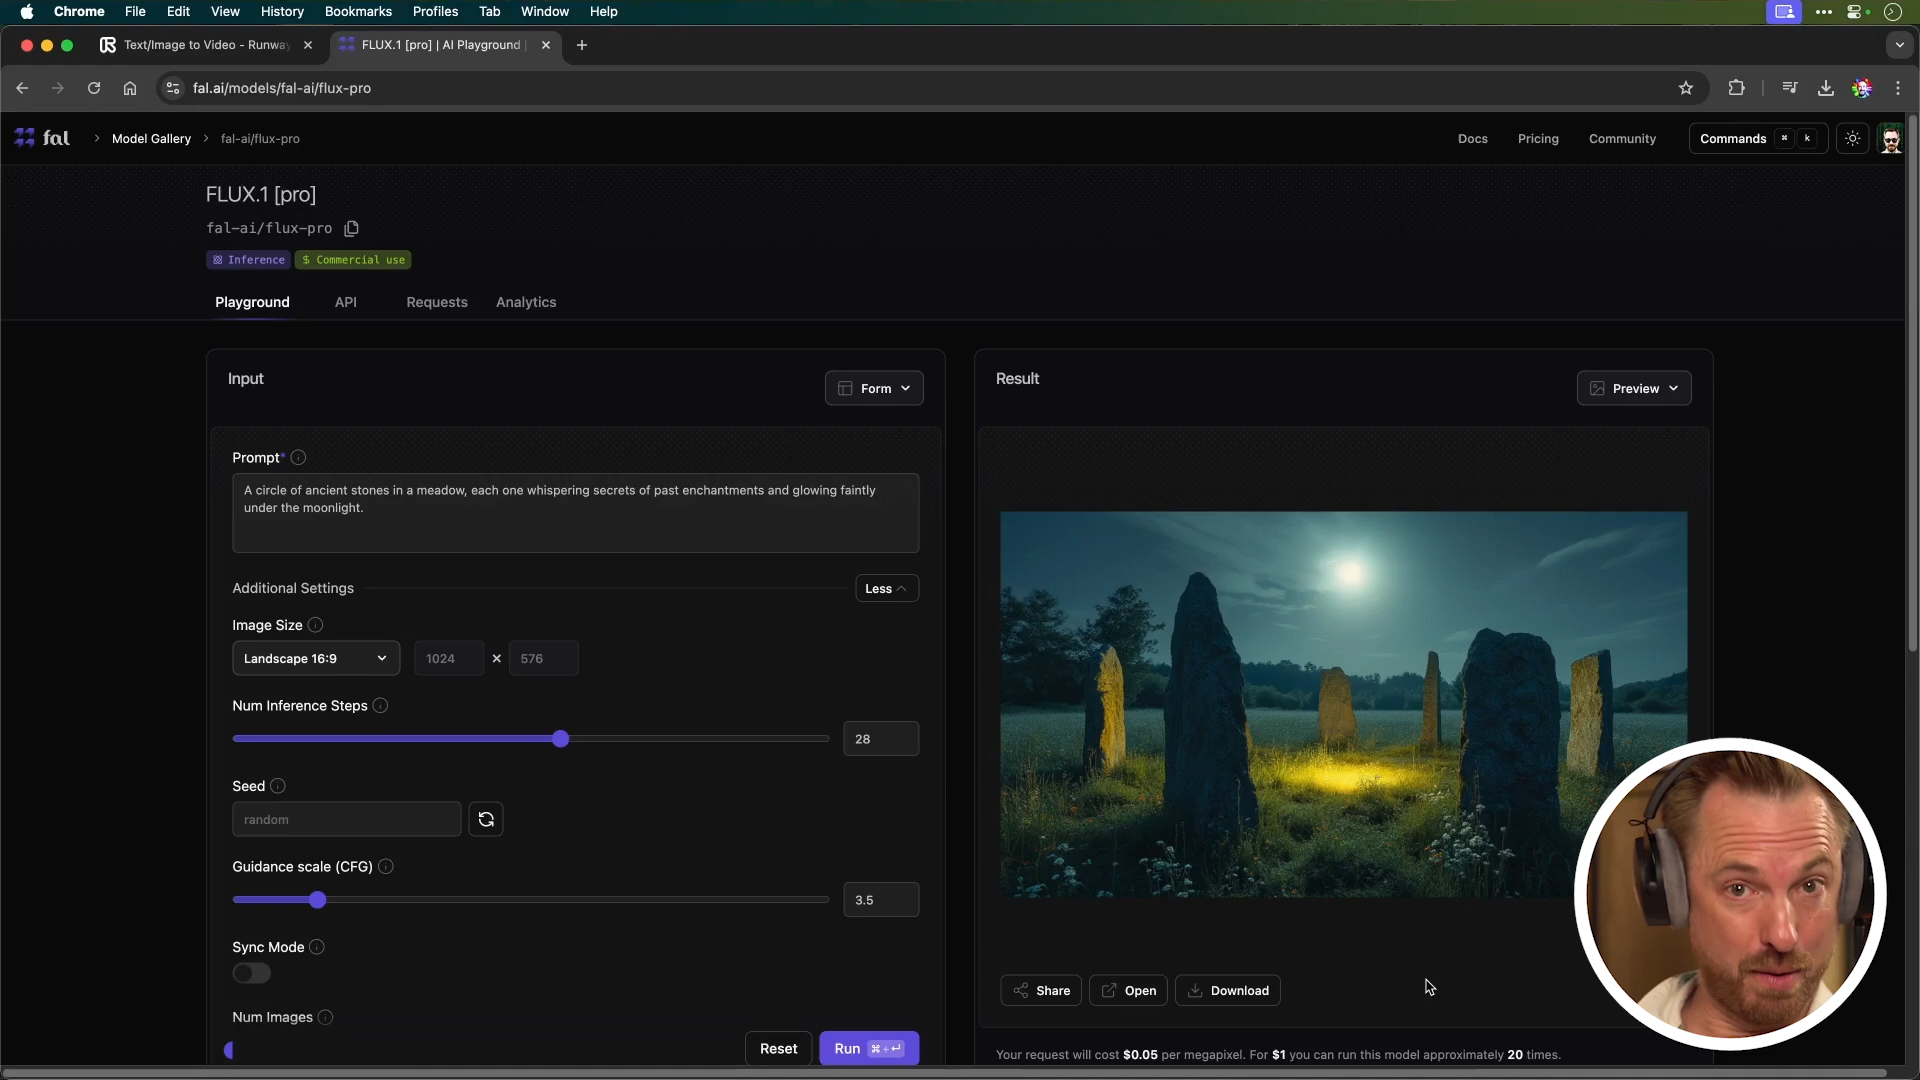 Chrome File Edit View History Bookmarks Profiles Tab Window Help
Text/Image to Video - Runway
FLUX.1 [pro] | AI Playground |
fal.ai/models/fal-ai/flux-pro
fal
Model Gallery
fal-ai/flux-pro
Docs
Pricing
Community
Commands ⌘ k
FLUX.1 [pro]
fal-ai/flux-pro
Inference
$ Commercial use
Playground
API
Requests
Analytics
Input
Form
Prompt*
A circle of ancient stones in a meadow, each one whispering secrets of past enchantments and glowing faintly
under the moonlight.
Additional Settings
Less
Image Size
Landscape 16:9
1024
×
576
Num Inference Steps
28
Seed
random
Guidance scale (CFG)
3.5
Sync Mode
Num Images
Reset
Run ⌘+↵
Result
Preview
Share
Open
Download
Your request will cost $0.05 per megapixel. For $1 you can run this model approximately 20 times.